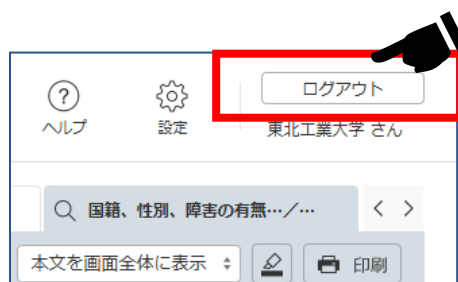 ログアウト
ヘルプ 設定 東北工業大学 さん
国籍、性別、障害の有無…／…
本文を画面全体に表示 印刷